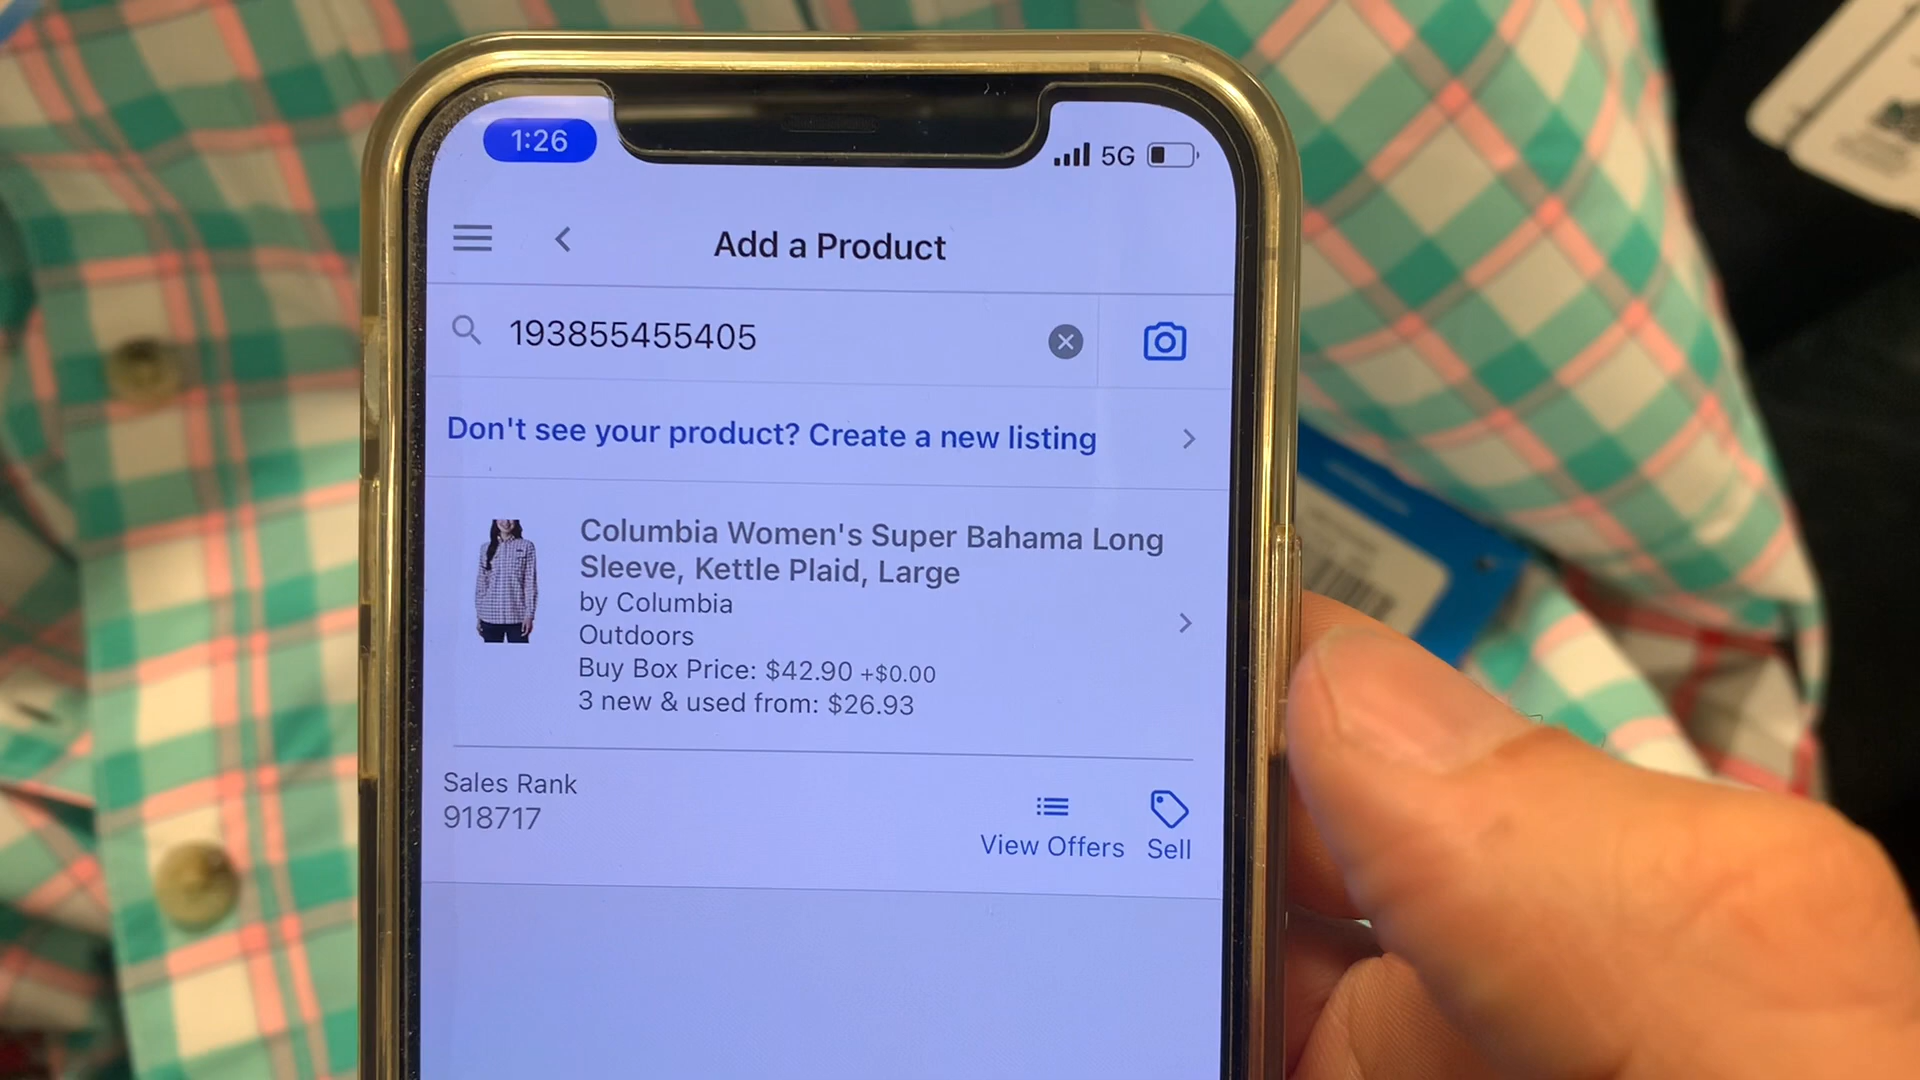 1:26
5G
Add a Product
193855455405
Don't see your product? Create a new listing
Columbia Women's Super Bahama Long
Sleeve, Kettle Plaid, Large
by Columbia
Outdoors
Buy Box Price: $42.90 +$0.00
3 new & used from: $26.93
Sales Rank
918717
View Offers
Sell